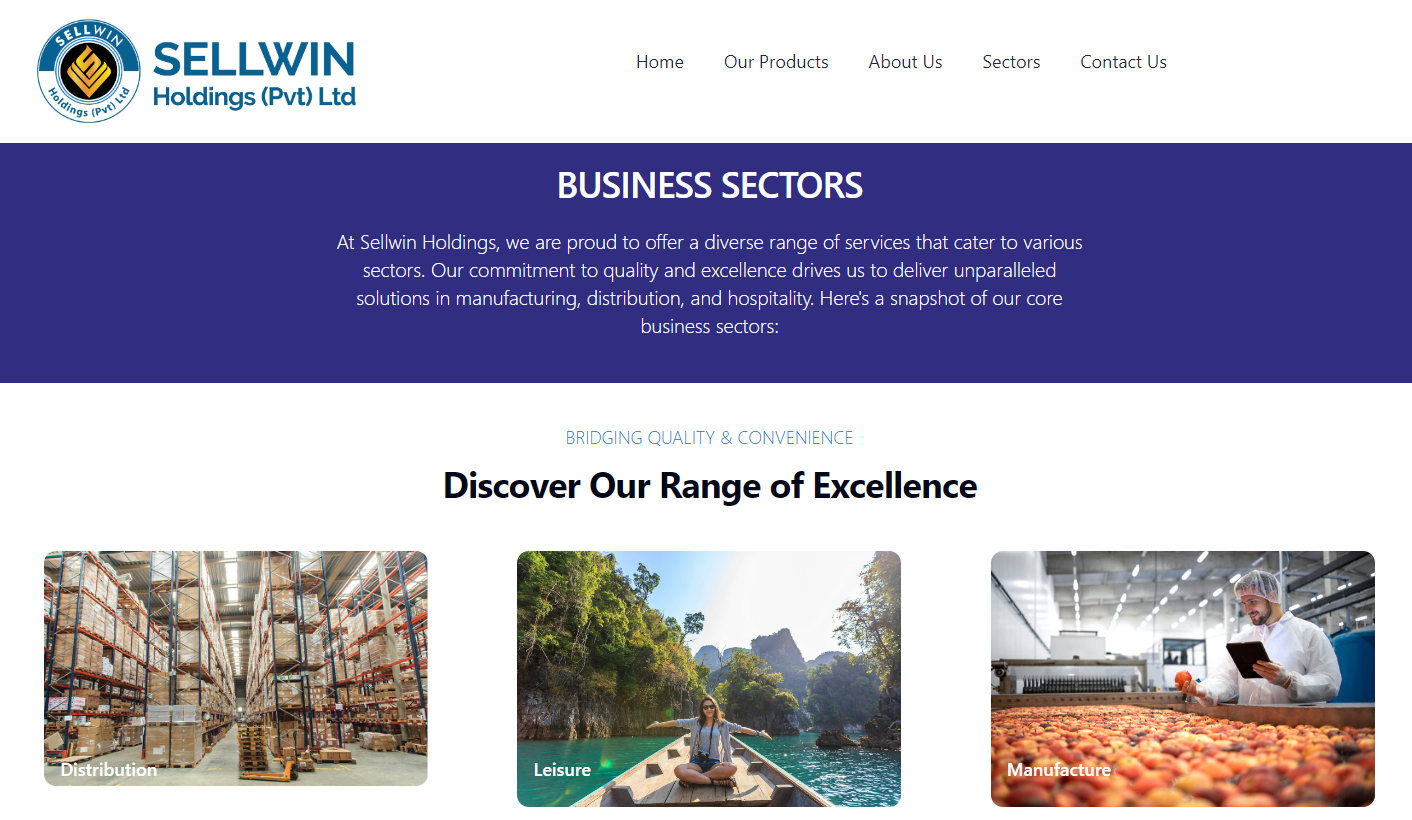 SELLWIN
Holdings (Pvt) Ltd
SELLWIN
Holdings (Pvt) Ltd
Home
Our Products
About Us
Sectors
Contact Us
BUSINESS SECTORS
At Sellwin Holdings, we are proud to offer a diverse range of services that cater to various
sectors. Our commitment to quality and excellence drives us to deliver unparalleled
solutions in manufacturing, distribution, and hospitality. Here's a snapshot of our core
business sectors:
BRIDGING QUALITY & CONVENIENCE
Discover Our Range of Excellence
Distribution
Leisure
Manufacture